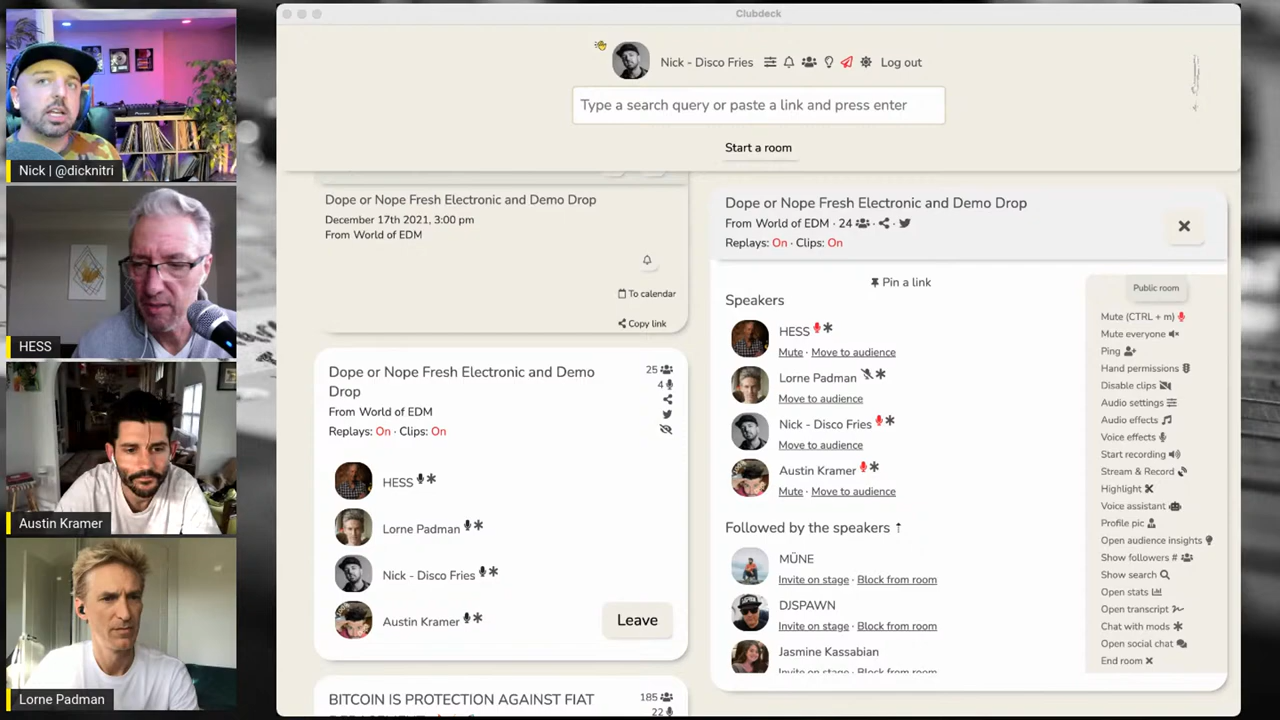 Clubdeck
Nick - Disco Fries Log out
Type a search query or paste a link and press enter
Start a room
Nick | @dicknitri
HESS
Austin Kramer
Lorne Padman
Dope or Nope Fresh Electronic and Demo Drop
December 17th 2021, 3:00 pm
From World of EDM
To calendar
Copy link
Dope or Nope Fresh Electronic and Demo
Drop
From World of EDM
Replays: On · Clips: On
25
4
HESS
Lorne Padman
Nick - Disco Fries
Austin Kramer
Leave
BITCOIN IS PROTECTION AGAINST FIAT
185
22
Dope or Nope Fresh Electronic and Demo Drop
From World of EDM · 24
Replays: On · Clips: On
Pin a link
Speakers
HESS
Mute · Move to audience
Lorne Padman
Move to audience
Nick - Disco Fries
Move to audience
Austin Kramer
Mute · Move to audience
Followed by the speakers ↑
MÜNE
Invite on stage · Block from room
DJSPAWN
Invite on stage · Block from room
Jasmine Kassabian
Invite on stage · Block from room
Public room
Mute (CTRL + m)
Mute everyone
Ping
Hand permissions
Disable clips
Audio settings
Audio effects
Voice effects
Start recording
Stream & Record
Highlight
Voice assistant
Profile pic
Open audience insights
Show followers #
Show search
Open stats
Open transcript
Chat with mods
Open social chat
End room